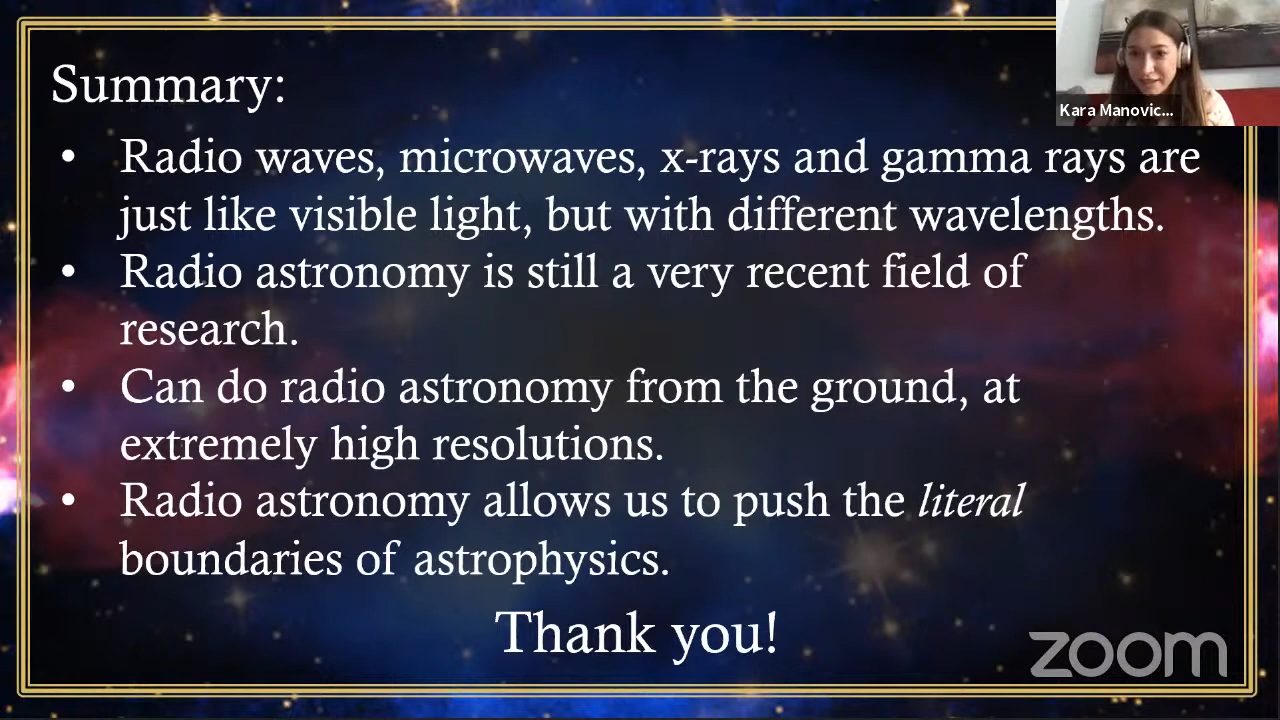 Summary:
Kara Manovic...
• Radio waves, microwaves, x-rays and gamma rays are
just like visible light, but with different wavelengths.
• Radio astronomy is still a very recent field of
research.
• Can do radio astronomy from the ground, at
extremely high resolutions.
• Radio astronomy allows us to push the literal
boundaries of astrophysics.
Thank you!
zoom